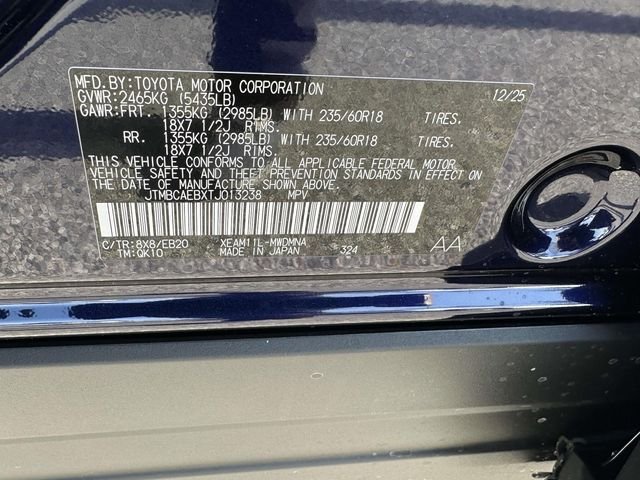 MFD.BY:TOYOTA MOTOR CORPORATION 12/25
GVWR:2465KG (5435LB)
GAWR:FRT. 1355KG (2985LB) WITH 235/60R18 TIRES.
18X7 1/2J RIMS.
RR. 1355KG (2985LB) WITH 235/60R18 TIRES.
18X7 1/2J RIMS.
THIS VEHICLE CONFORMS TO ALL APPLICABLE FEDERAL MOTOR
VEHICLE SAFETY AND THEFT PREVENTION STANDARDS IN EFFECT
ON THE DATE OF MANUFACTURE SHOWN ABOVE.
JTMBCAEBXTJ013238 MPV
C/TR:8X8/EB20 XEAM11L-MWDMNA AA
TM:QK10 MADE IN JAPAN 324